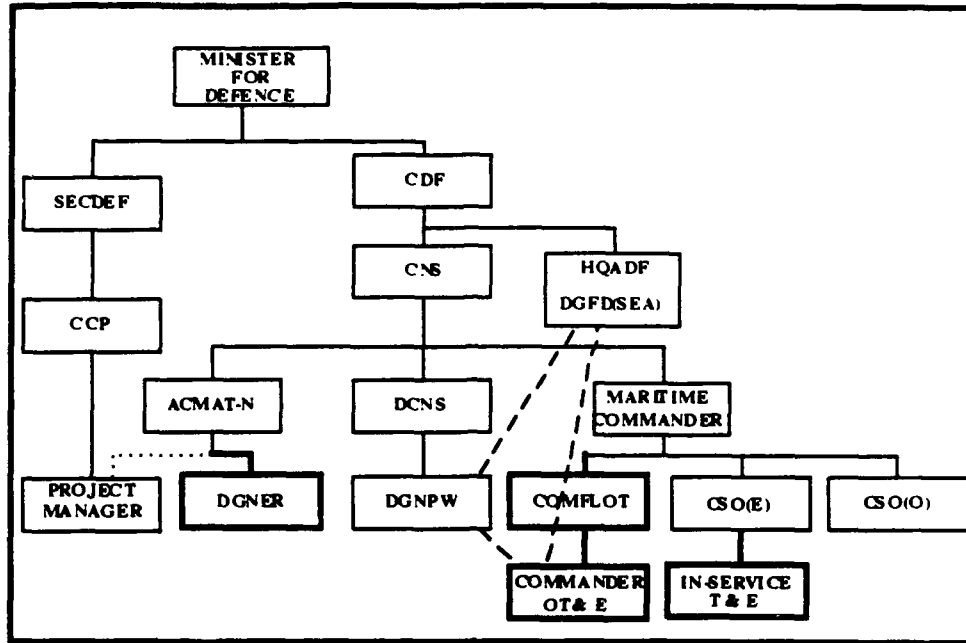 MINISTER
FOR
DEFENCE
SECDEF
CDF
CNS
HQADF
DGFD(SEA)
CCP
ACMAT-N
DCNS
MARITIME
COMMANDER
PROJECT
MANAGER
DGNER
DGNPW
COMFLOT
CSO(E)
CSO(O)
COMMANDER
OT& E
IN-SERVICE
T & E